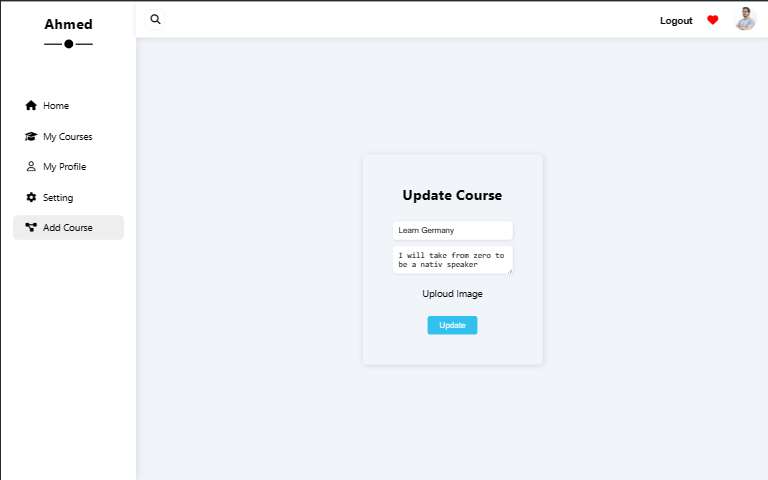 Ahmed
Logout
Home
My Courses
My Profile
Setting
Add Course
Update Course
Learn Germany
I will take from zero to
be a nativ speaker
Uploud Image
Update